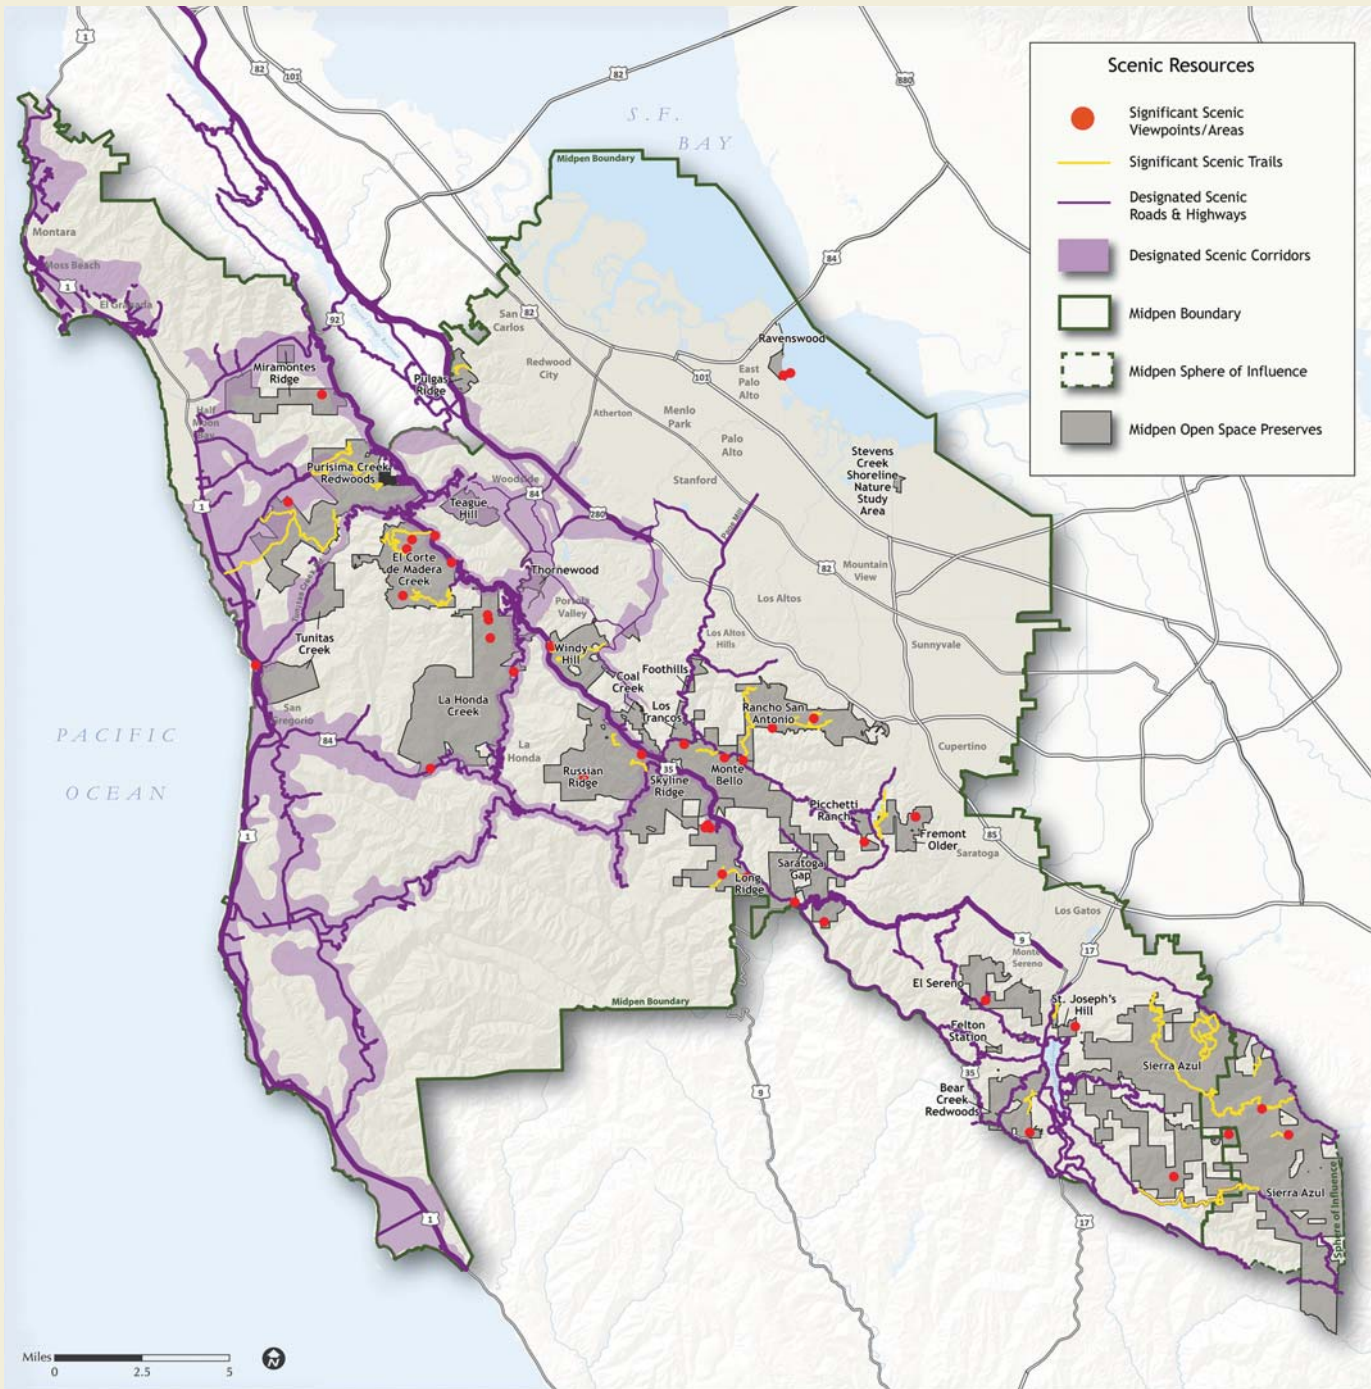 Scenic Resources
Significant Scenic
Viewpoints/Areas
Significant Scenic Trails
Designated Scenic
Roads & Highways
Designated Scenic Corridors
Midpen Boundary
Midpen Sphere of Influence
Midpen Open Space Preserves
1
82
101
82
880
S.F.
BAY
Midpen Boundary
84
Montara
Moss Beach
1
El Granada
92
San
Carlos
82
Redwood
City
Ravenswood
Miramontes
Ridge
Pulgas
Ridge
101
East
Palo
Alto
Atherton
Menlo
Park
Palo
Alto
Half
Moon
Bay
Purisima Creek
Redwoods
Woodside
84
Teague
Hill
Stanford
Stevens
Creek
Shoreline
Nature
Study
Area
1
280
Page Mill
El Corte
de Madera
Creek
Thornewood
82
Mountain
View
Tunitas Creek
Portola
Valley
Los Altos
Tunitas
Creek
Windy
Hill
Los Altos
Hills
Sunnyvale
Coal
Creek
Foothills
San
Gregorio
La Honda
Creek
Los
Trancos
Rancho San
Antonio
PACIFIC
OCEAN
84
La
Honda
Cupertino
Russian
Ridge
35
Skyline
Ridge
Monte
Bello
Picchetti
Ranch
1
Fremont
Older
85
Saratoga
Saratoga
Gap
Long
Ridge
Los Gatos
9
17
Monte
Sereno
El Sereno
Midpen Boundary
St. Joseph's
Hill
Felton
Station
Sierra Azul
35
9
Bear
Creek
Redwoods
Sierra Azul
Sphere of Influence
1
17
Miles
0
2.5
5
N